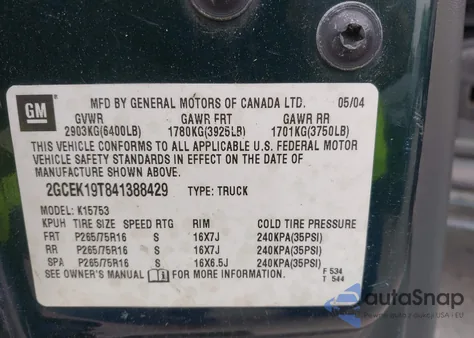 GM
MFD BY GENERAL MOTORS OF CANADA LTD. 05/04
GVWR GAWR FRT GAWR RR
2903KG(6400LB) 1780KG(3925LB) 1701KG(3750LB)
THIS VEHICLE CONFORMS TO ALL APPLICABLE U.S. FEDERAL MOTOR
VEHICLE SAFETY STANDARDS IN EFFECT ON THE DATE OF
MANUFACTURE SHOWN ABOVE.
2GCEK19T841388429 TYPE: TRUCK
MODEL: K15753
KPUH TIRE SIZE SPEED RTG RIM COLD TIRE PRESSURE
FRT P265/75R16 S 16X7J 240KPA(35PSI)
RR P265/75R16 S 16X7J 240KPA(35PSI)
SPA P265/75R16 S 16X6.5J 240KPA(35PSI)
SEE OWNER'S MANUAL FOR MORE INFORMATION.
F 534
T 544
autoSnap